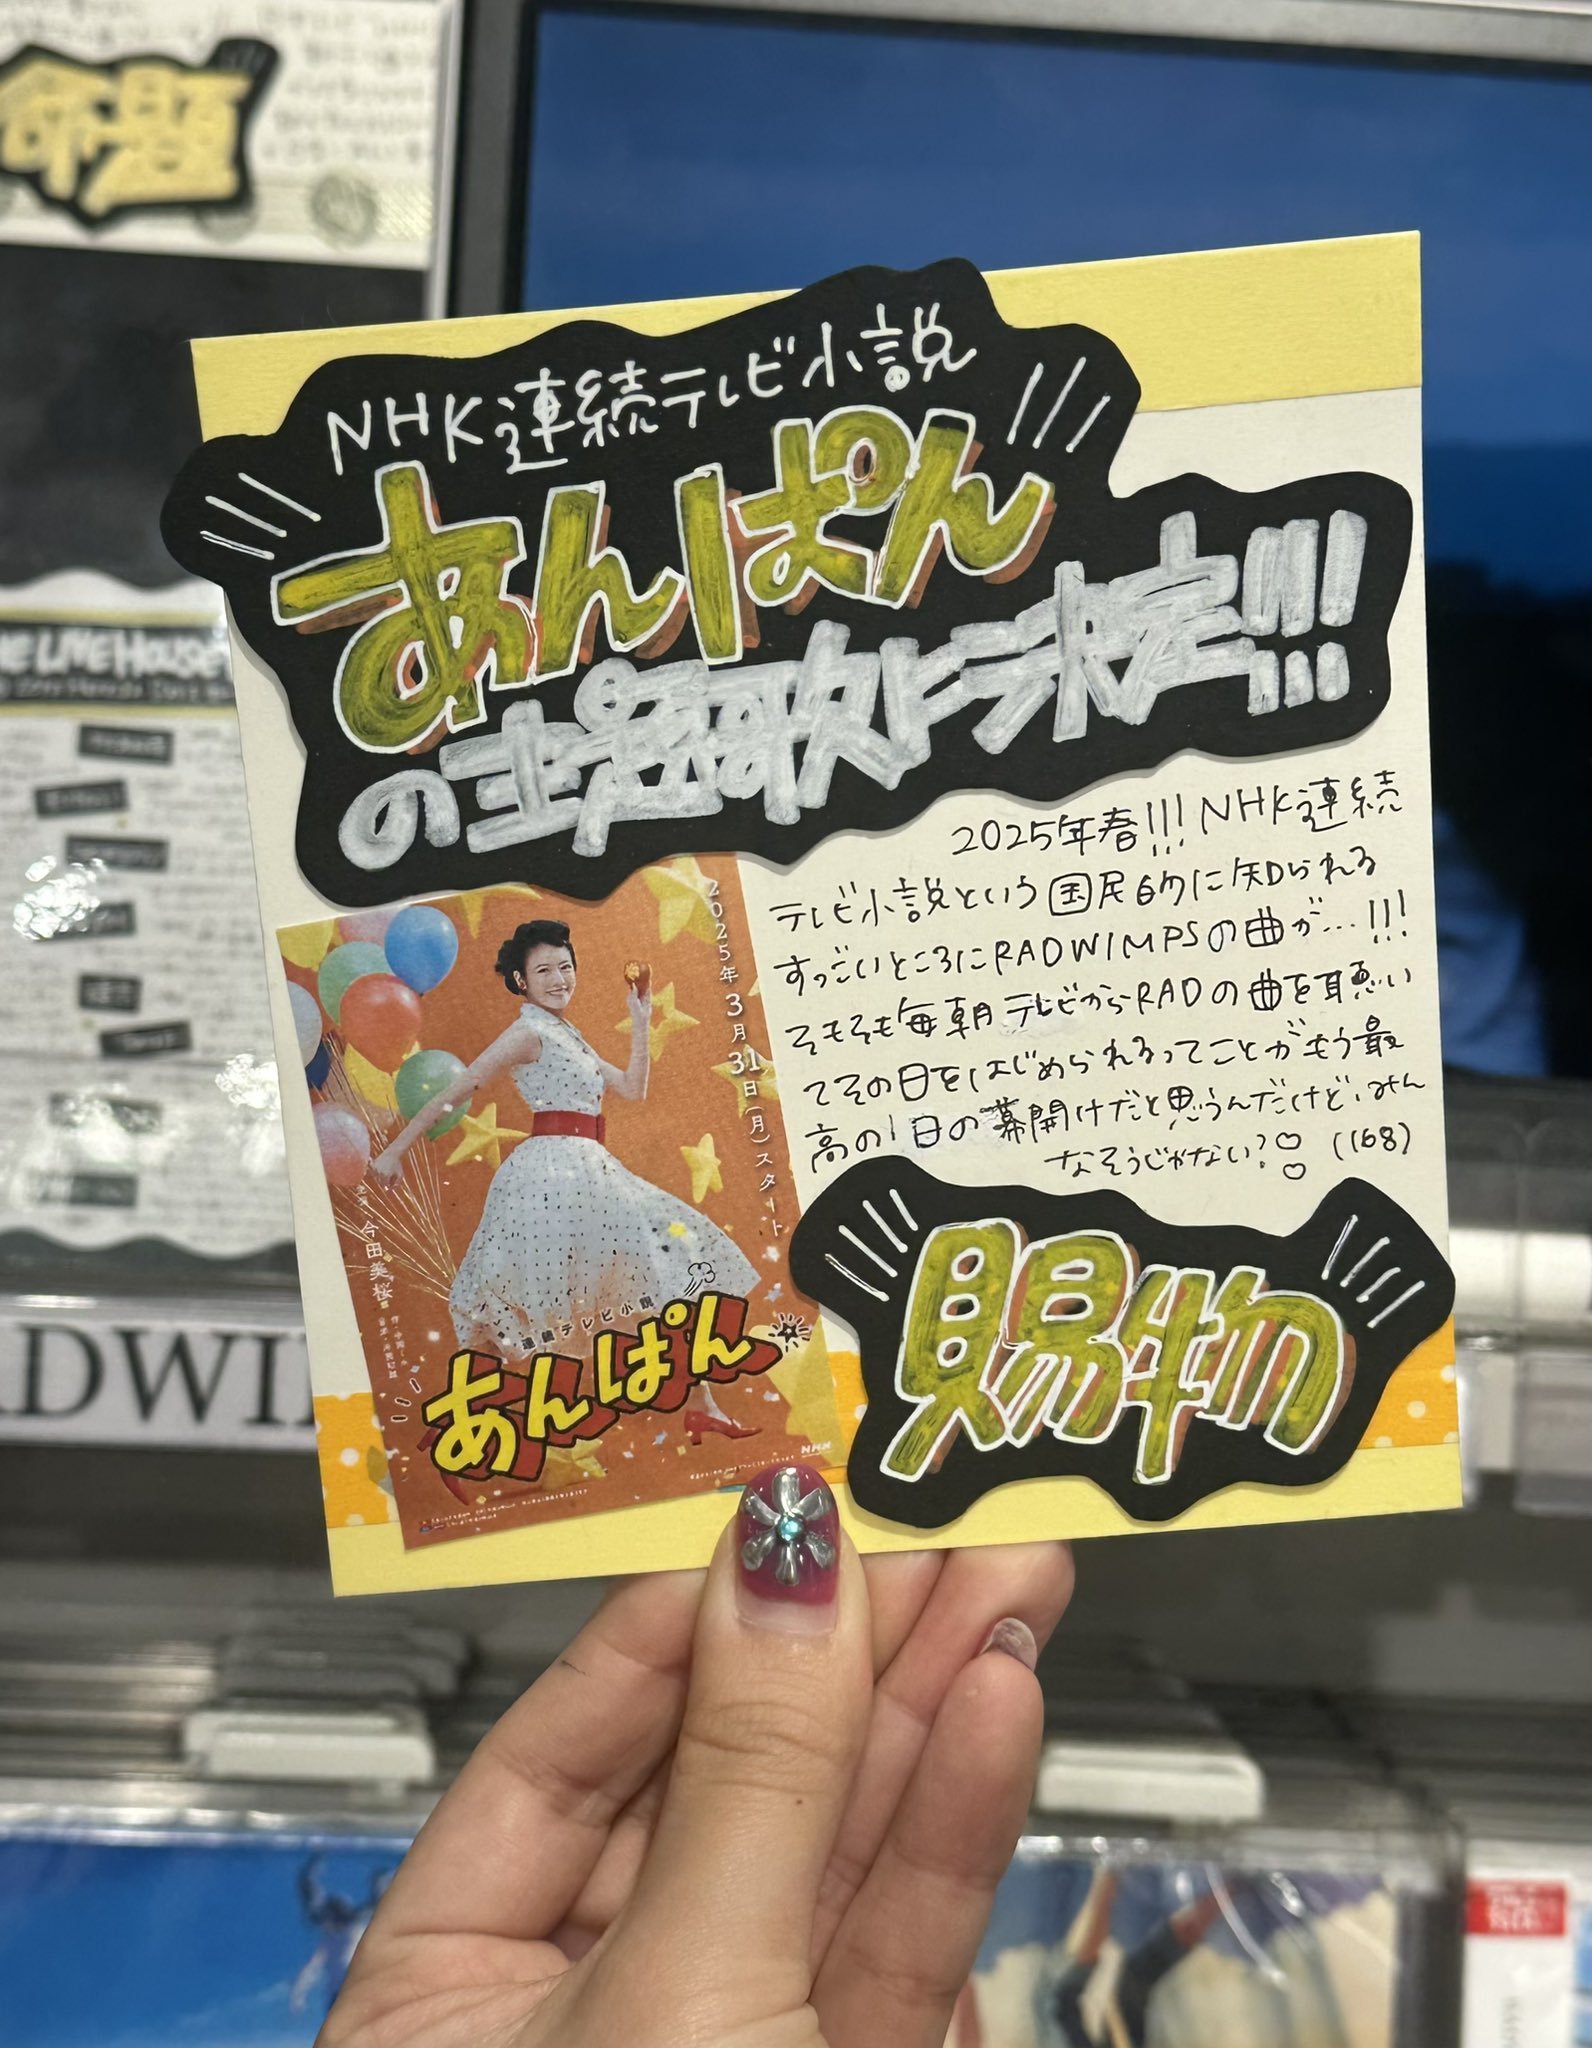 命題
NHK連続テレビ小説
あんぱん
の主題歌ドラ決定!!!
2025年春!!! NHK連続
テレビ小説という国民的に知られる
すっごいところにRADWIMPSの曲が…!!!
そもそも毎朝テレビからRADの曲を聴い
てその日をはじめられるってことがもう最
高の1日の幕開けだと思うんだけど、みん
なそうじゃない?♡♡ (168)
2025年3月31日(月)スタート
主演
今田美桜
連続テレビ小説
あんぱん
NHK
賜物
DWI